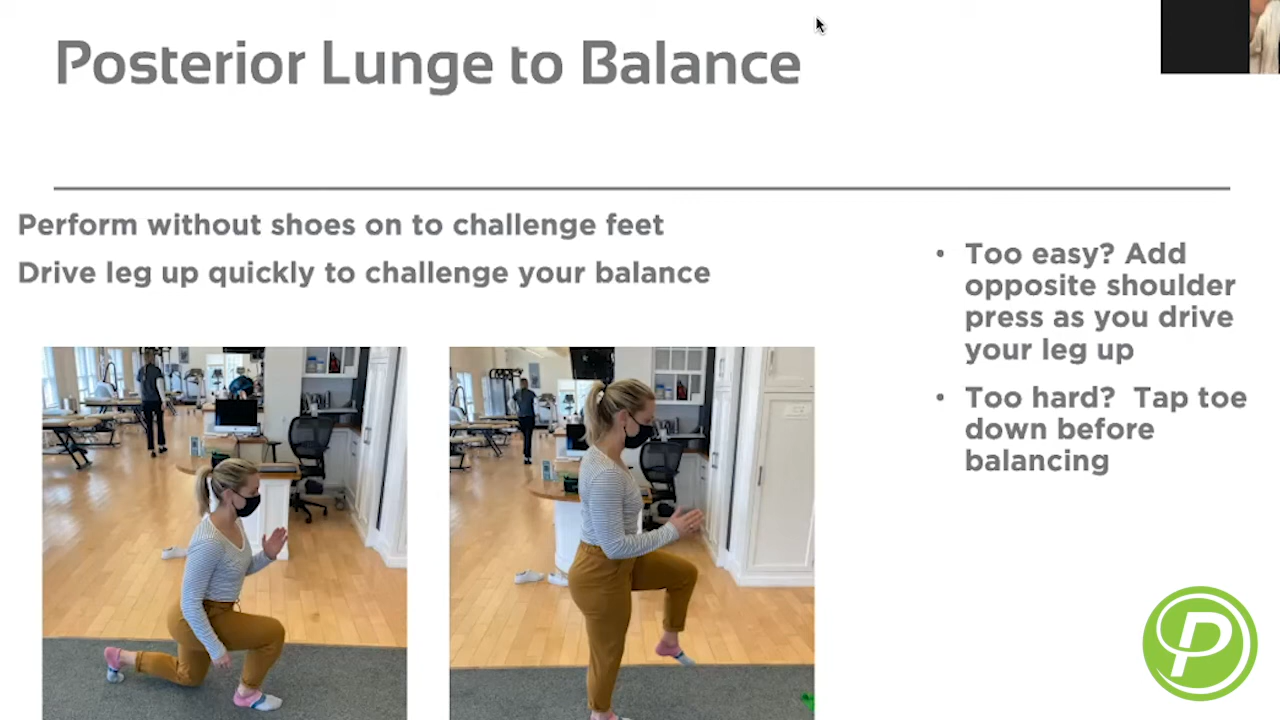 Posterior Lunge to Balance
Perform without shoes on to challenge feet
Drive leg up quickly to challenge your balance
• Too easy? Add
opposite shoulder
press as you drive
your leg up
• Too hard? Tap toe
down before
balancing
P